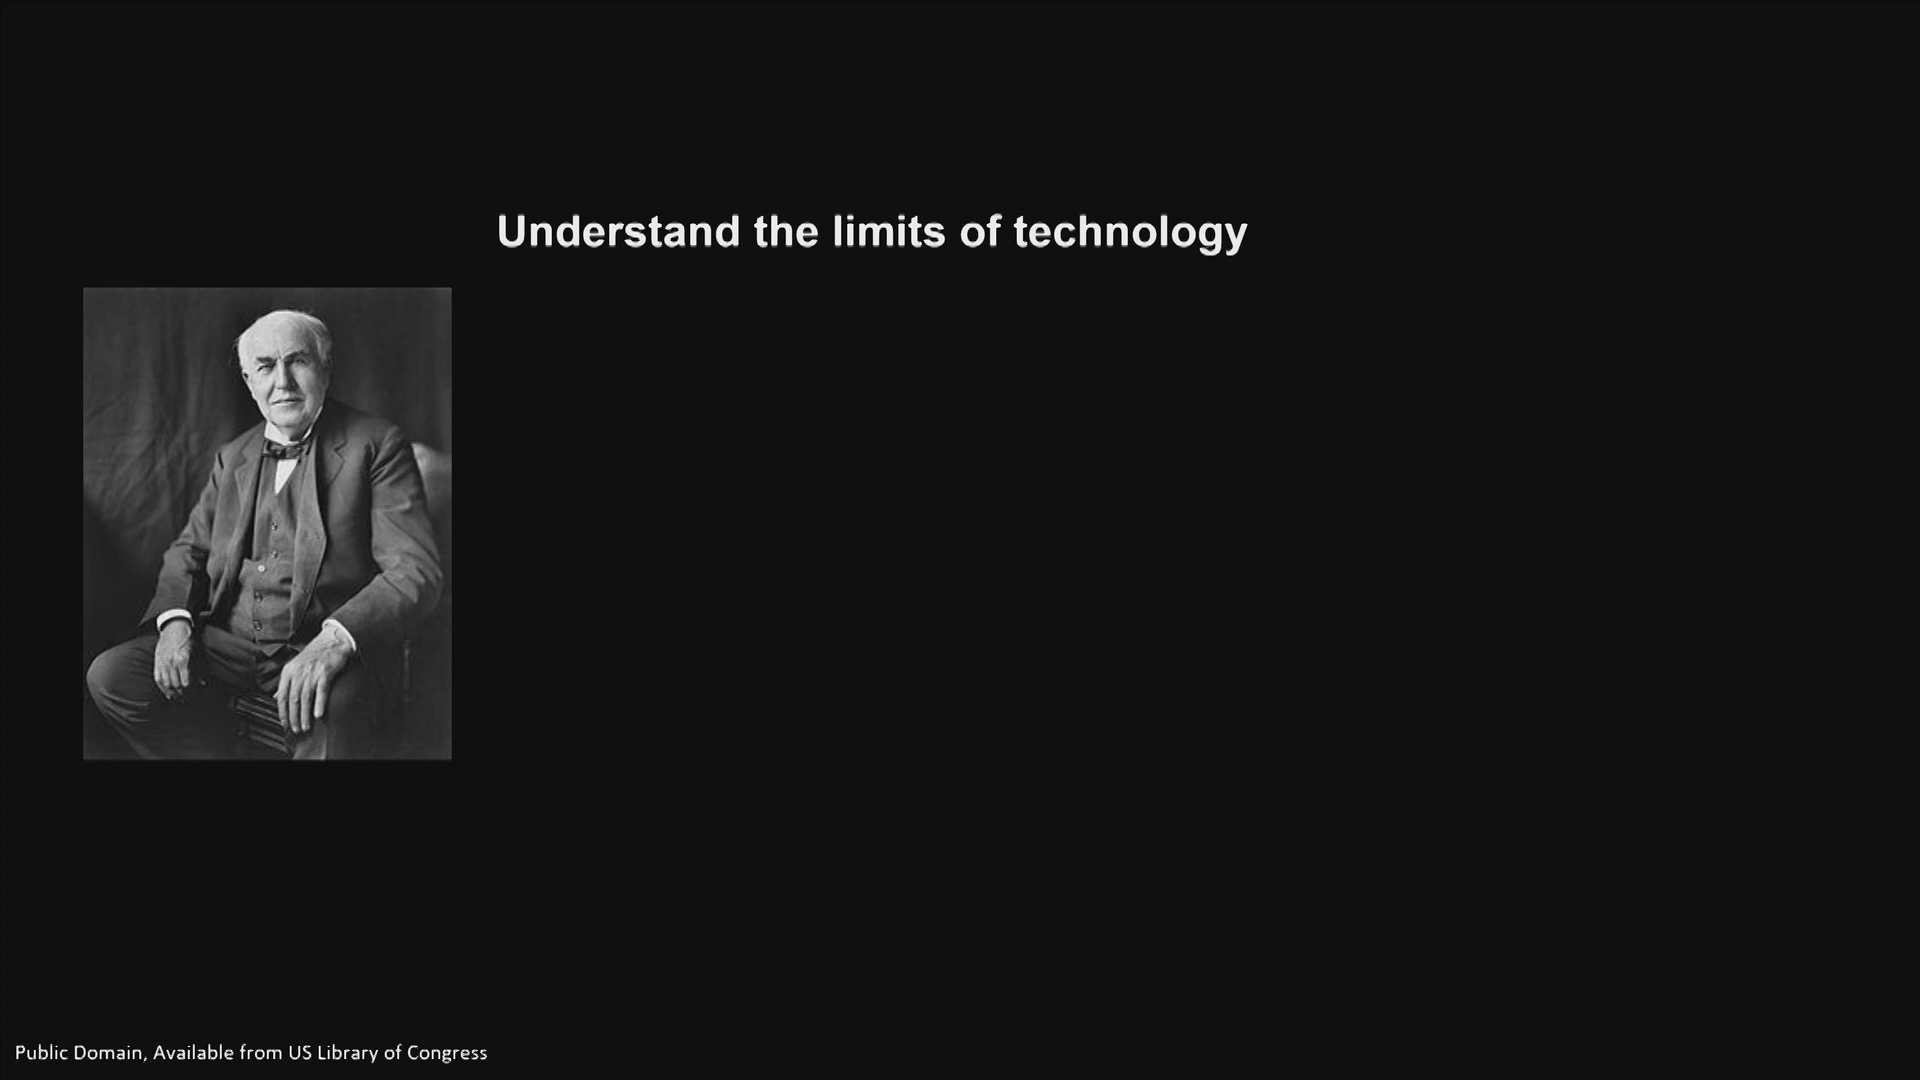 Understand the limits of technology
Public Domain, Available from US Library of Congress